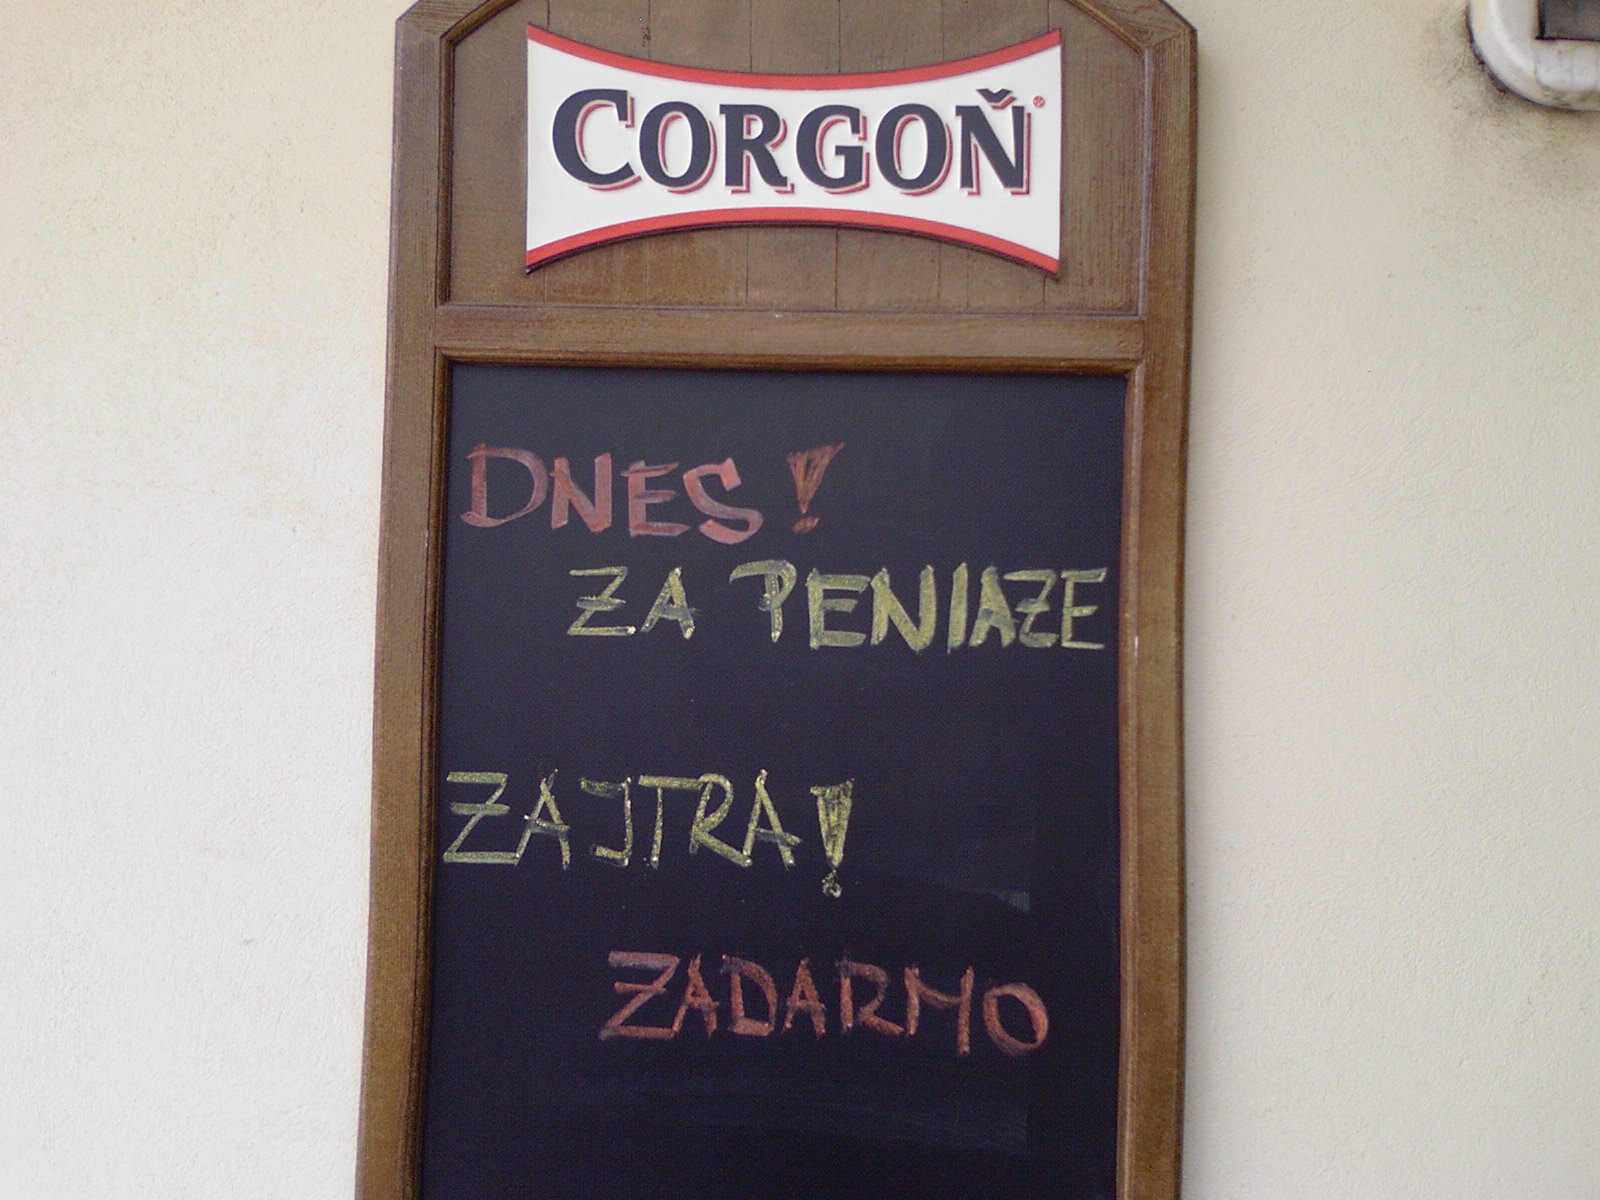 CORGOŇ
DNES!
ZA PENIAZE
ZAJTRA!
ZADARMO